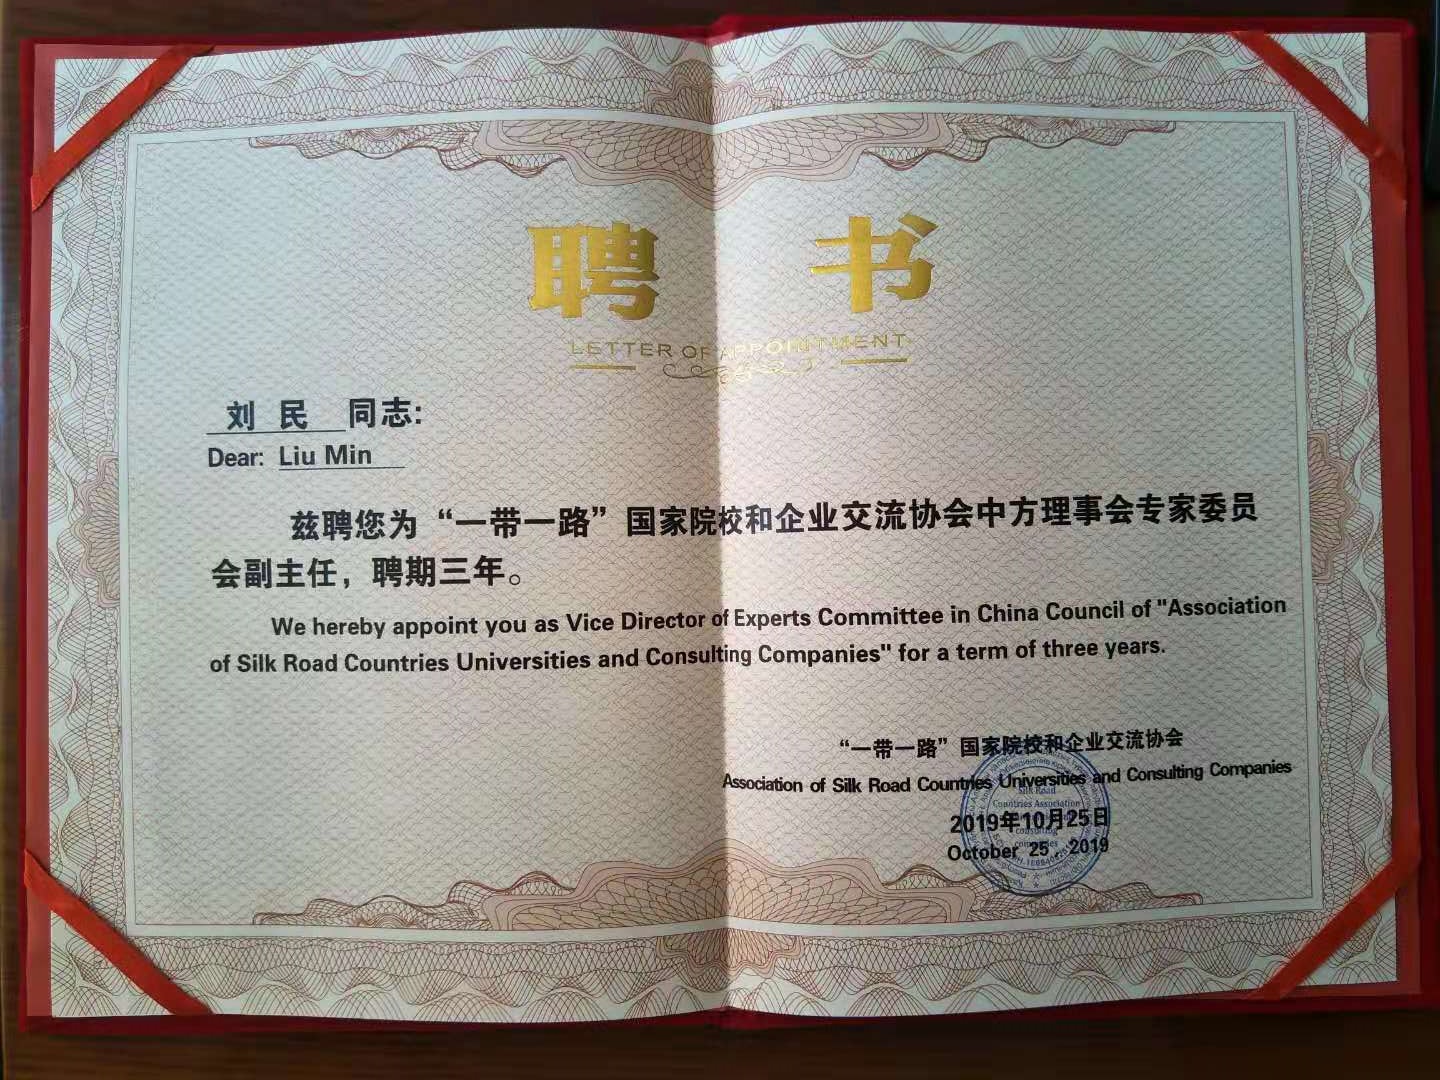 聘 书
LETTER OF APPOINTMENT
刘 民 同志:
Dear: Liu Min
兹聘您为“一带一路”国家院校和企业交流协会中方理事会专家委员
会副主任，聘期三年。
We hereby appoint you as Vice Director of Experts Committee in China Council of "Association
of Silk Road Countries Universities and Consulting Companies" for a term of three years.
“一带一路”国家院校和企业交流协会
Association of Silk Road Countries Universities and Consulting Companies
Silk Road
Countries Association
2019年10月25日
consulting
October 25, 2019